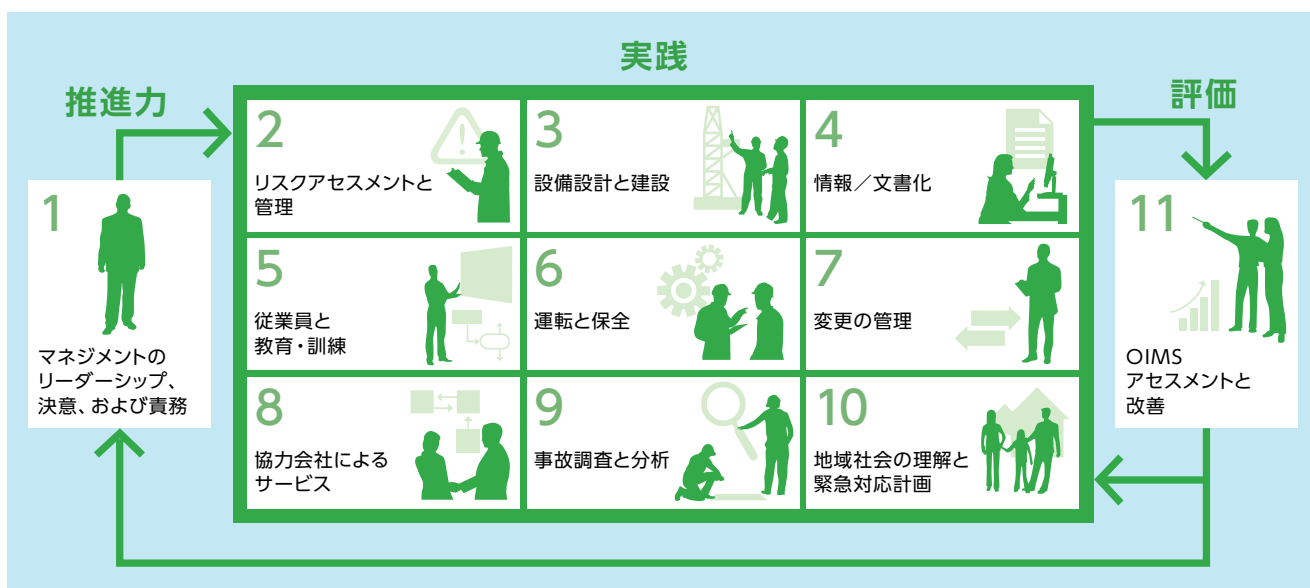 実践
推進力
評価
1
マネジメントの
リーダーシップ、
決意、および責務
2
リスクアセスメントと
管理
3
設備設計と建設
4
情報／文書化
5
従業員と
教育・訓練
6
運転と保全
7
変更の管理
8
協力会社による
サービス
9
事故調査と分析
10
地域社会の理解と
緊急対応計画
11
OIMS
アセスメントと
改善